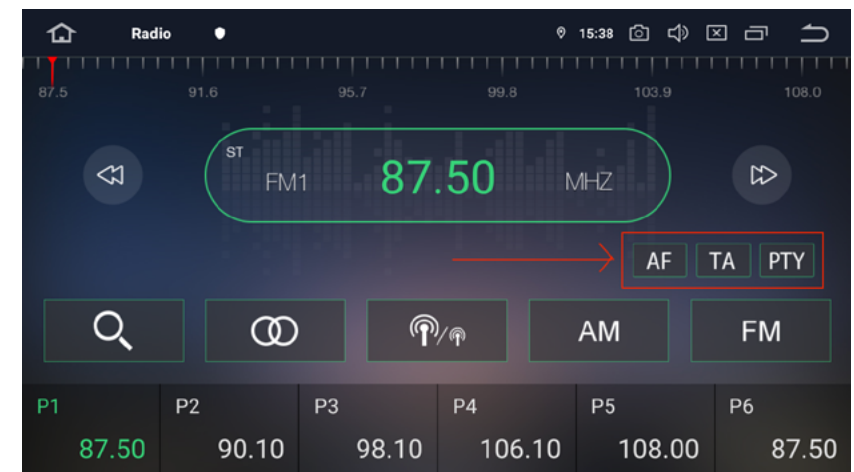 Radio 15:38
87.5 91.6 95.7 99.8 103.9 108.0
ST
FM1 87.50 MHZ
AF TA PTY
AM FM
P1 P2 P3 P4 P5 P6
87.50 90.10 98.10 106.10 108.00 87.50